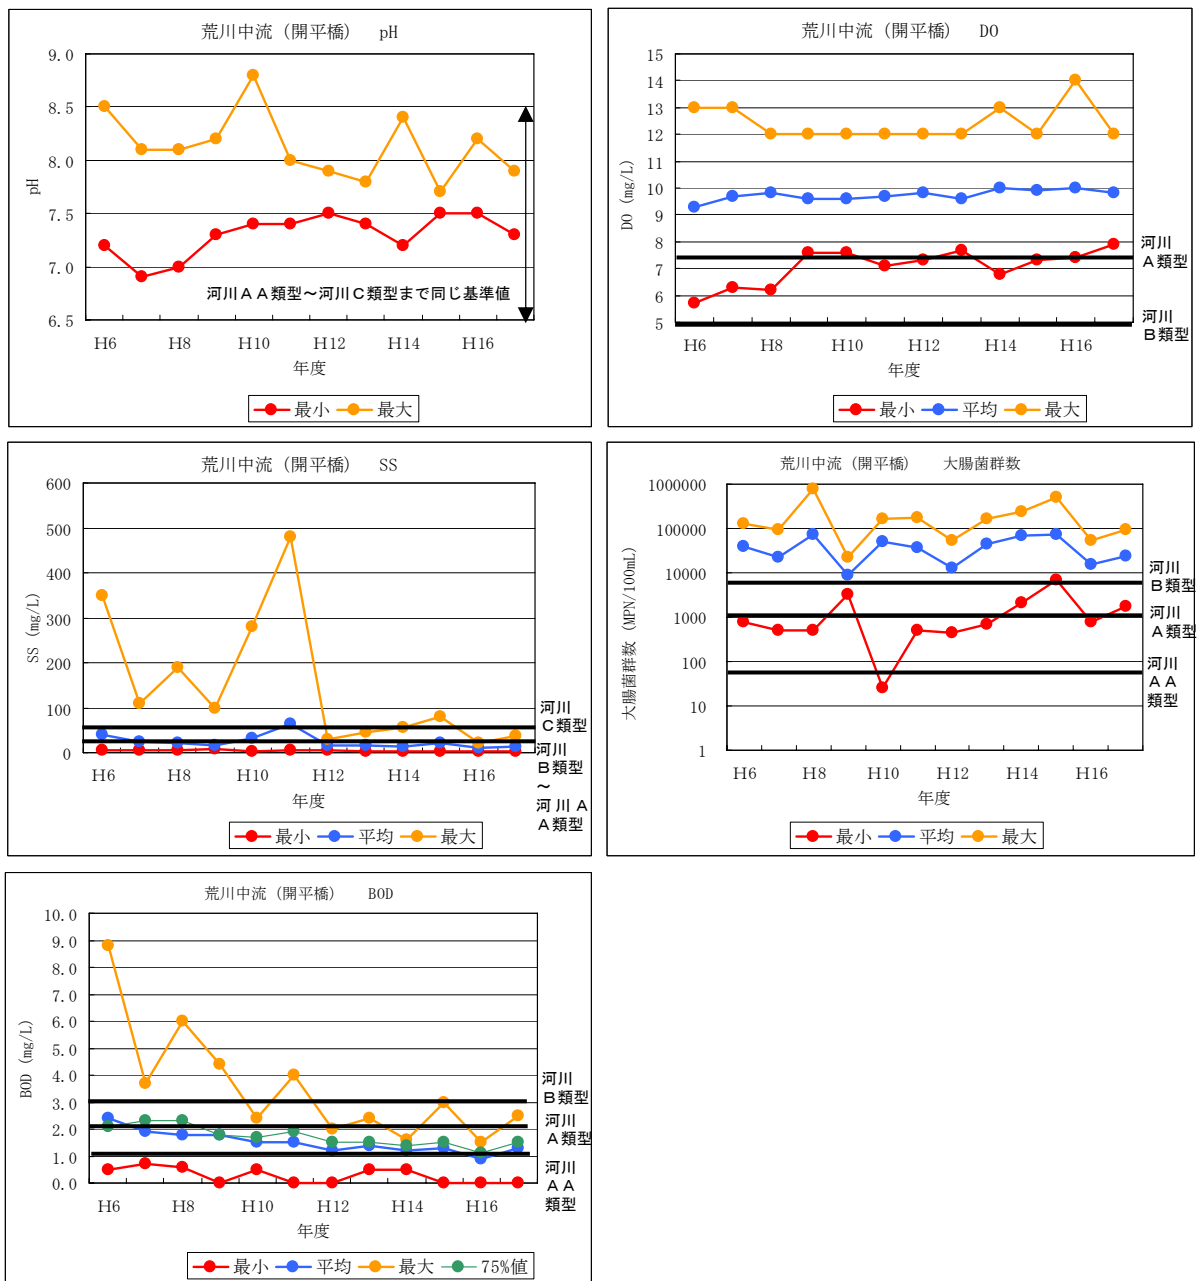 荒川中流 (開平橋)　pH
9.0
8.5
8.0
7.5
7.0
6.5
pH
河川ＡＡ類型～河川Ｃ類型まで同じ基準値
H6 H8 H10 H12 H14 H16
年度
最小 最大
荒川中流 (開平橋)　DO
15
14
13
12
11
10
9
8
7
6
5
DO (mg/L)
河川
Ａ類型
河川
Ｂ類型
H6 H8 H10 H12 H14 H16
年度
最小 平均 最大
荒川中流 (開平橋)　SS
600
500
400
300
200
100
0
SS (mg/L)
河川
Ｃ類型
河川
Ｂ類型
～
河川Ａ
Ａ類型
H6 H8 H10 H12 H14 H16
年度
最小 平均 最大
荒川中流 (開平橋)　大腸菌群数
1000000
100000
10000
1000
100
10
1
大腸菌群数 (MPN/100mL)
河川
Ｂ類型
河川
Ａ類型
河川
ＡＡ
類型
H6 H8 H10 H12 H14 H16
年度
最小 平均 最大
荒川中流 (開平橋)　BOD
10.0
9.0
8.0
7.0
6.0
5.0
4.0
3.0
2.0
1.0
0.0
BOD (mg/L)
河川
Ｂ類型
河川
Ａ類型
河川
ＡＡ
類型
H6 H8 H10 H12 H14 H16
年度
最小 平均 最大 75%値